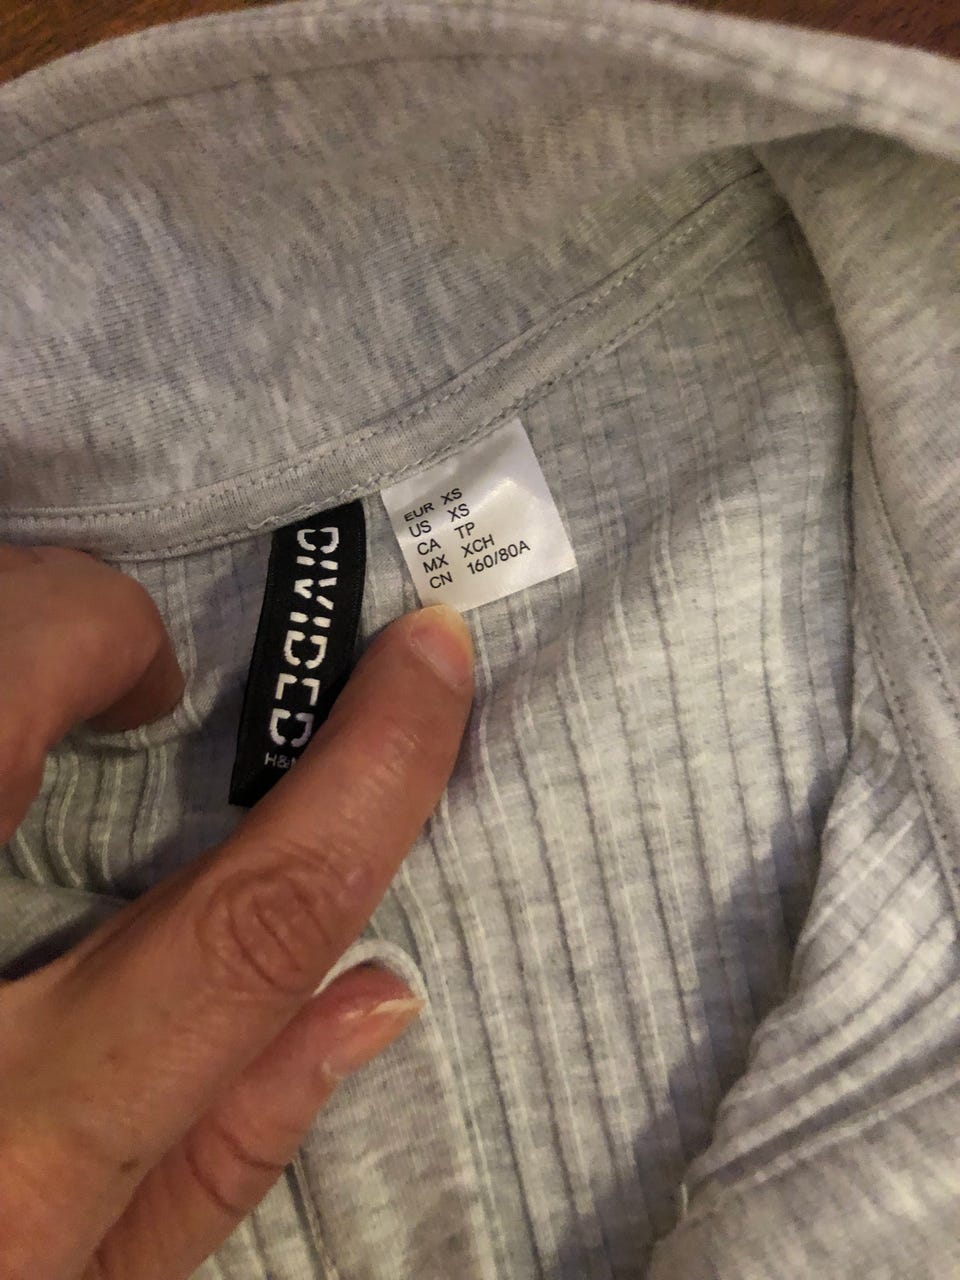 DIVIDED
EUR XS
US XS
CA TP
MX XCH
CN 160/80A